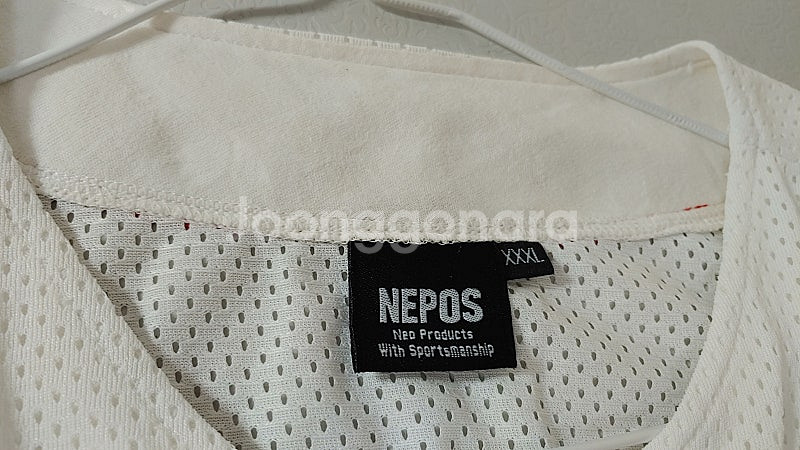 joonggonara
XXXL
NEPOS
Neo Products
With Sportsmanship